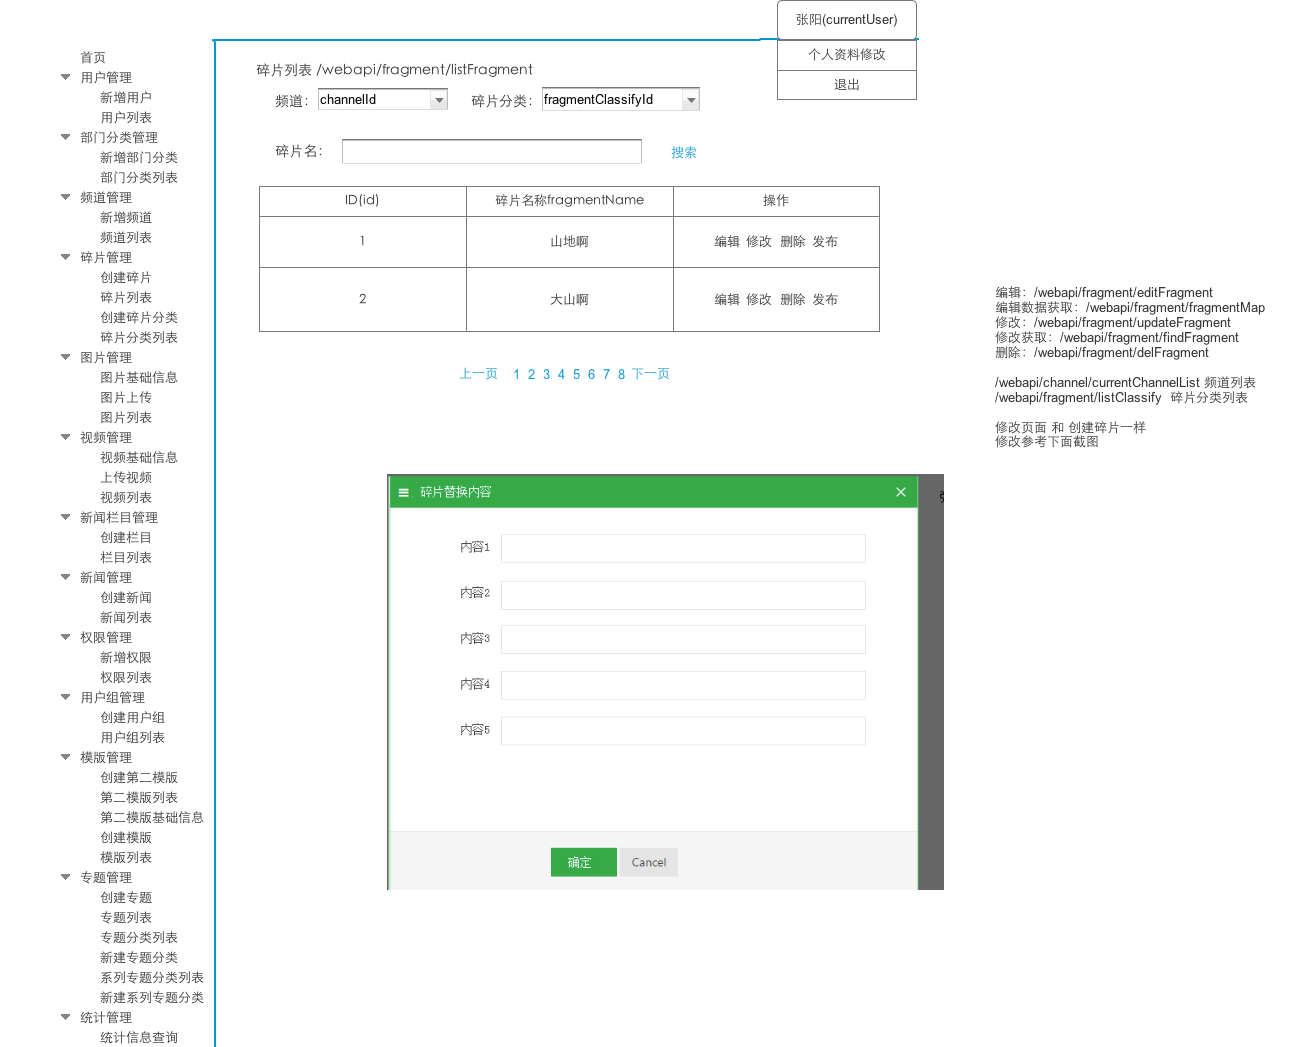 张阳(currentUser)
个人资料修改
退出
首页
用户管理
新增用户
用户列表
部门分类管理
新增部门分类
部门分类列表
频道管理
新增频道
频道列表
碎片管理
创建碎片
碎片列表
创建碎片分类
碎片分类列表
图片管理
图片基础信息
图片上传
图片列表
视频管理
视频基础信息
上传视频
视频列表
新闻栏目管理
创建栏目
栏目列表
新闻管理
创建新闻
新闻列表
权限管理
新增权限
权限列表
用户组管理
创建用户组
用户组列表
模版管理
创建第二模版
第二模版列表
第二模版基础信息
创建模版
模版列表
专题管理
创建专题
专题列表
专题分类列表
新建专题分类
系列专题分类列表
新建系列专题分类
统计管理
统计信息查询
碎片列表 /webapi/fragment/listFragment
频道： channelId 碎片分类： fragmentClassifyId
碎片名： 搜索
ID(id) 碎片名称fragmentName 操作
1 山地啊 编辑 修改 删除 发布
2 大山啊 编辑 修改 删除 发布
上一页 1 2 3 4 5 6 7 8 下一页
编辑：/webapi/fragment/editFragment
编辑数据获取：/webapi/fragment/fragmentMap
修改：/webapi/fragment/updateFragment
修改获取：/webapi/fragment/findFragment
删除：/webapi/fragment/delFragment
/webapi/channel/currentChannelList 频道列表
/webapi/fragment/listClassify 碎片分类列表
修改页面 和 创建碎片一样
修改参考下面截图
碎片替换内容
内容1
内容2
内容3
内容4
内容5
确定 Cancel